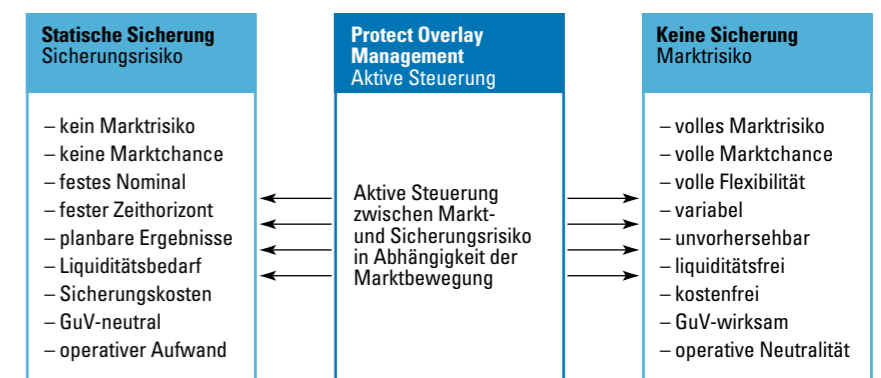 Statische Sicherung
Sicherungsrisiko
– kein Marktrisiko
– keine Marktchance
– festes Nominal
– fester Zeithorizont
– planbare Ergebnisse
– Liquiditätsbedarf
– Sicherungskosten
– GuV-neutral
– operativer Aufwand
Protect Overlay
Management
Aktive Steuerung
Aktive Steuerung
zwischen Markt-
und Sicherungsrisiko
in Abhängigkeit der
Marktbewegung
Keine Sicherung
Marktrisiko
– volles Marktrisiko
– volle Marktchance
– volle Flexibilität
– variabel
– unvorhersehbar
– liquiditätsfrei
– kostenfrei
– GuV-wirksam
– operative Neutralität